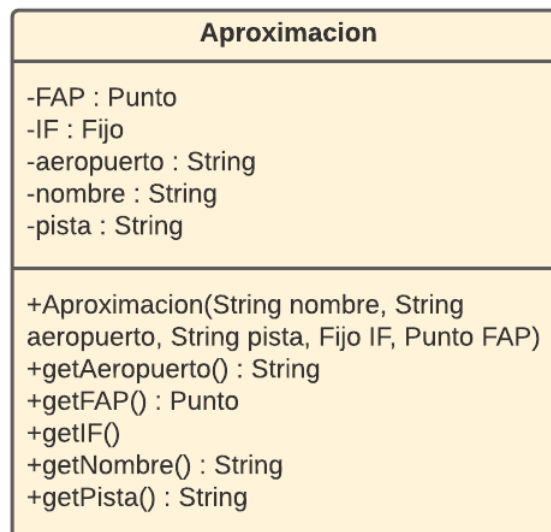 Aproximacion
-FAP : Punto
-IF : Fijo
-aeropuerto : String
-nombre : String
-pista : String
+Aproximacion(String nombre, String
aeropuerto, String pista, Fijo IF, Punto FAP)
+getAeropuerto() : String
+getFAP() : Punto
+getIF()
+getNombre() : String
+getPista() : String